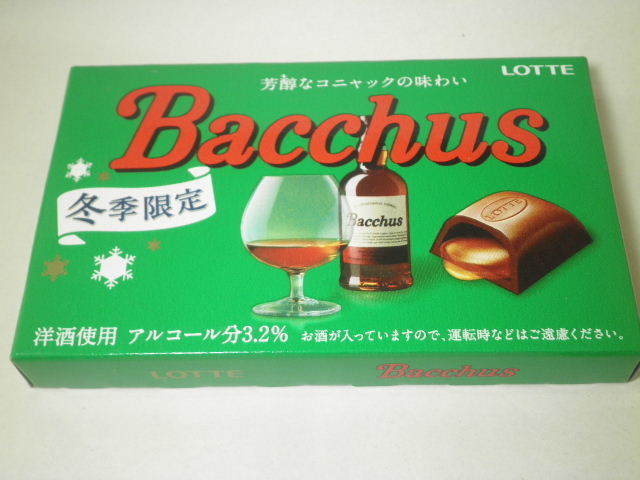 芳醇なコニャックの味わい
LOTTE
Bacchus
冬季限定
Bacchus
LOTTE
洋酒使用 アルコール分3.2% お酒が入っていますので、運転時などはご遠慮ください。
LOTTE
Bacchus